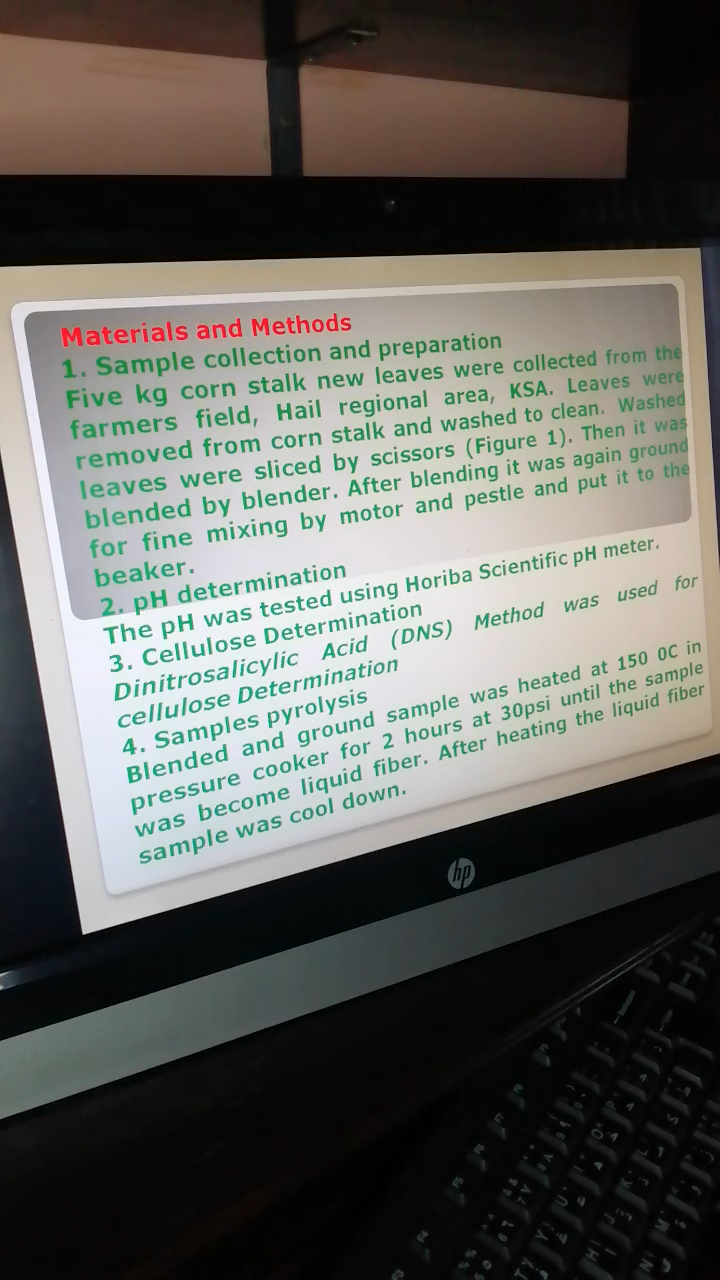 Materials and Methods
1. Sample collection and preparation
Five kg corn stalk new leaves were collected from the
farmers field, Hail regional area, KSA. Leaves were
removed from corn stalk and washed to clean. Washed
leaves were sliced by scissors (Figure 1). Then it was
blended by blender. After blending it was again ground
for fine mixing by motor and pestle and put it to the
beaker.
2. pH determination
The pH was tested using Horiba Scientific pH meter.
3. Cellulose Determination
Dinitrosalicylic Acid (DNS) Method was used for
cellulose Determination
4. Samples pyrolysis
Blended and ground sample was heated at 150 0C in
pressure cooker for 2 hours at 30psi until the sample
was become liquid fiber. After heating the liquid fiber
sample was cool down.
hp